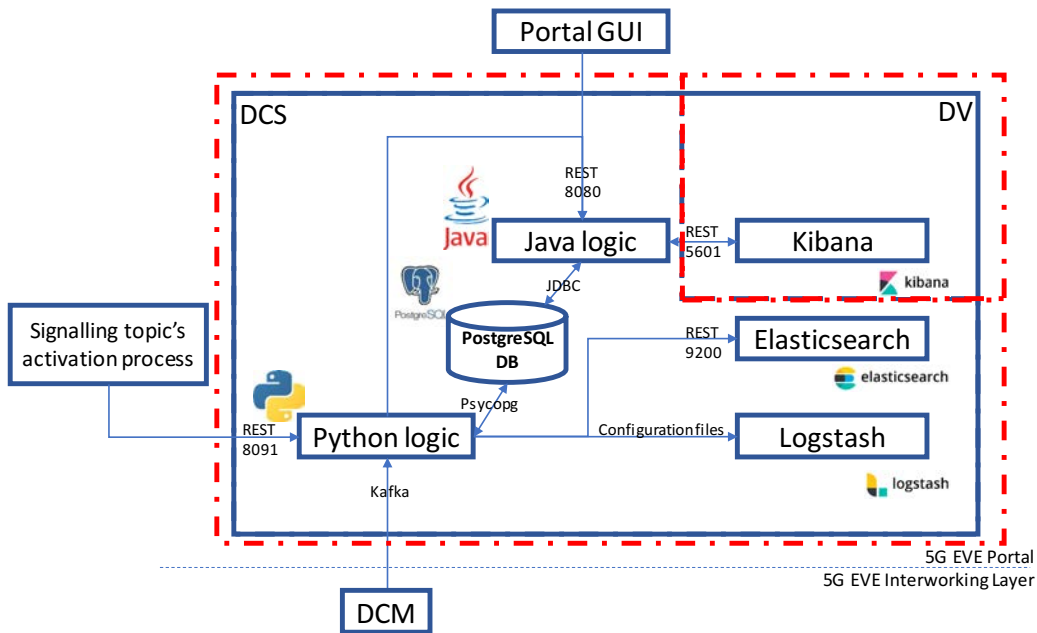 Portal GUI
DCS
DV
REST
8080
Java
Java logic
REST
5601
Kibana
kibana
PostgreSQL
JDBC
PostgreSQL
DB
REST
9200
Elasticsearch
elasticsearch
Signalling topic's
activation process
Psycopg
REST
8091
Python logic
Configuration files
Logstash
logstash
Kafka
5G EVE Portal
5G EVE Interworking Layer
DCM